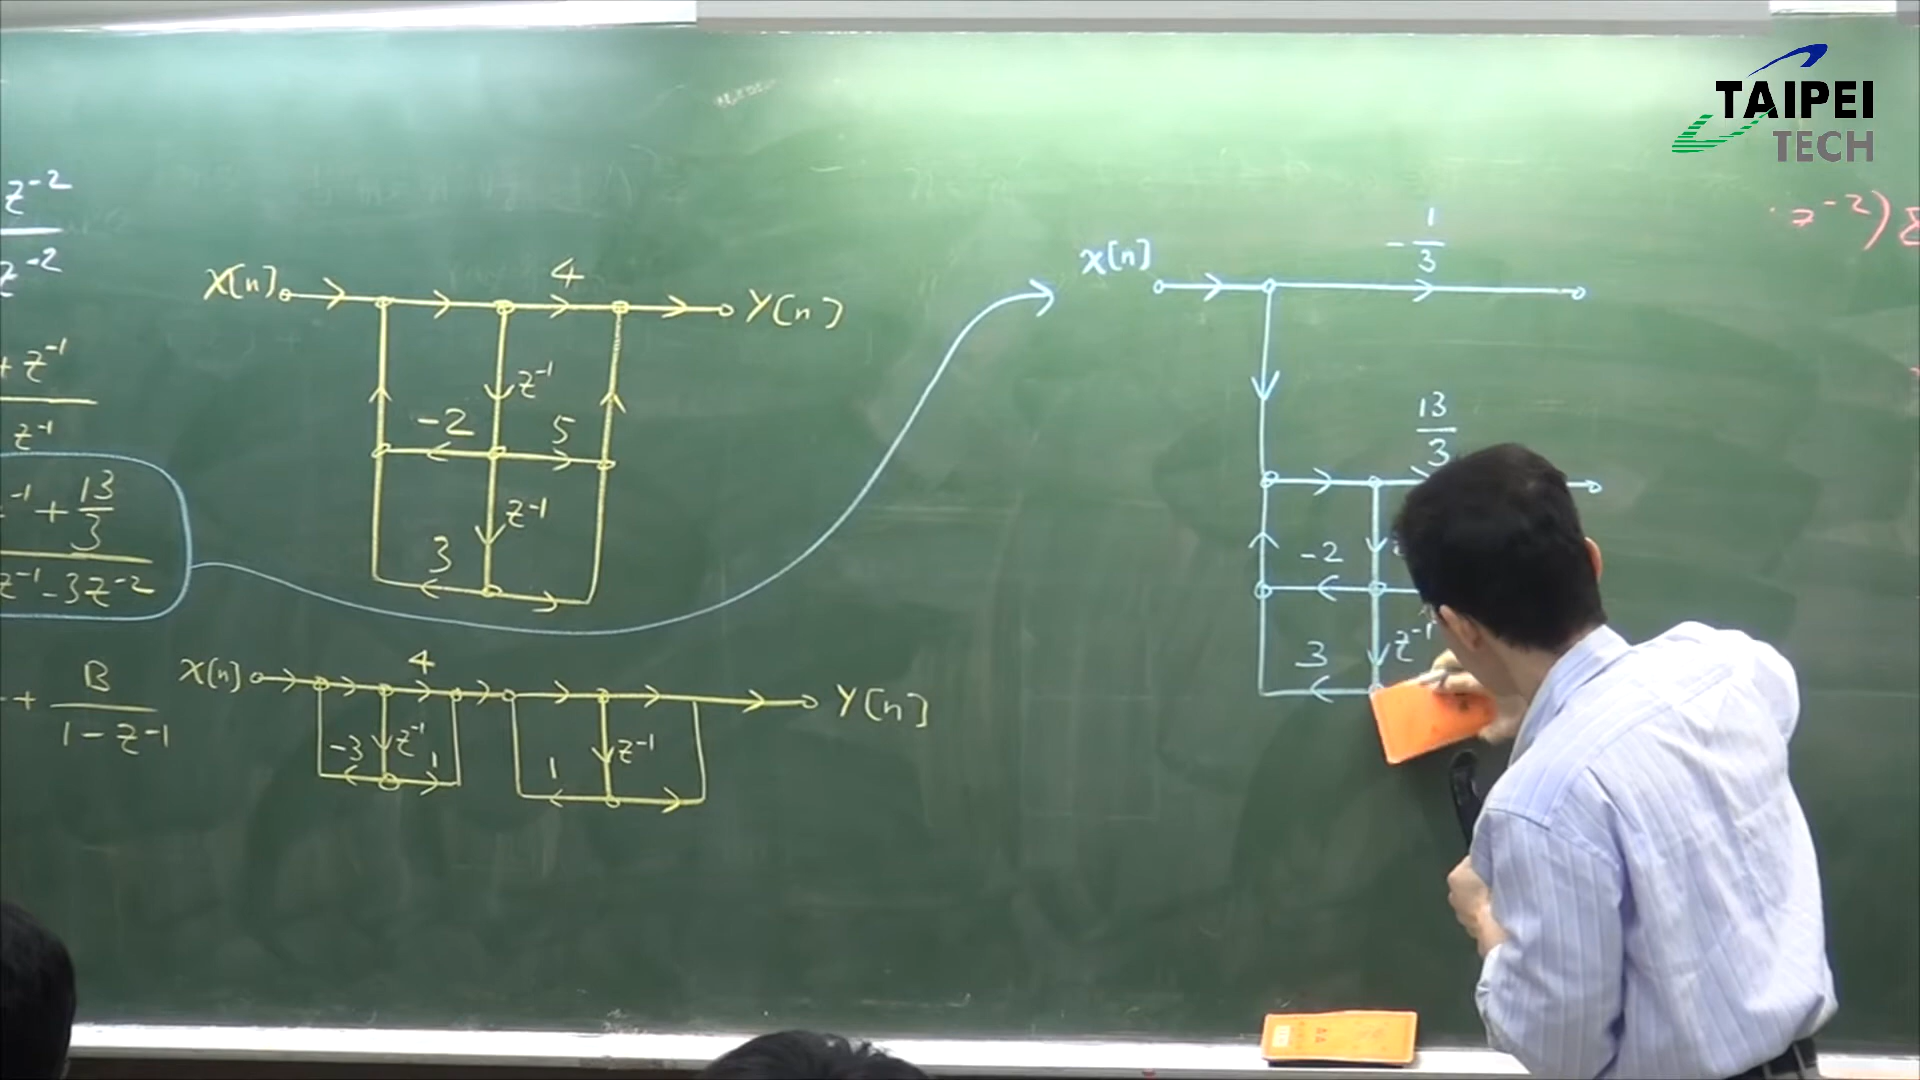 TAIPEI
TECH
z⁻²
z⁻²
+ z⁻¹
z⁻¹
⁻¹ + 13/3
z⁻¹ - 3z⁻²
+ B
1 - z⁻¹
X[n] 4 Y[n]
z⁻¹
-2 5
z⁻¹
3
X[n] 4 Y[n]
-3 z⁻¹ 1 1 z⁻¹
x[n] -1/3
13/3
-2
3 z⁻¹
z⁻²)